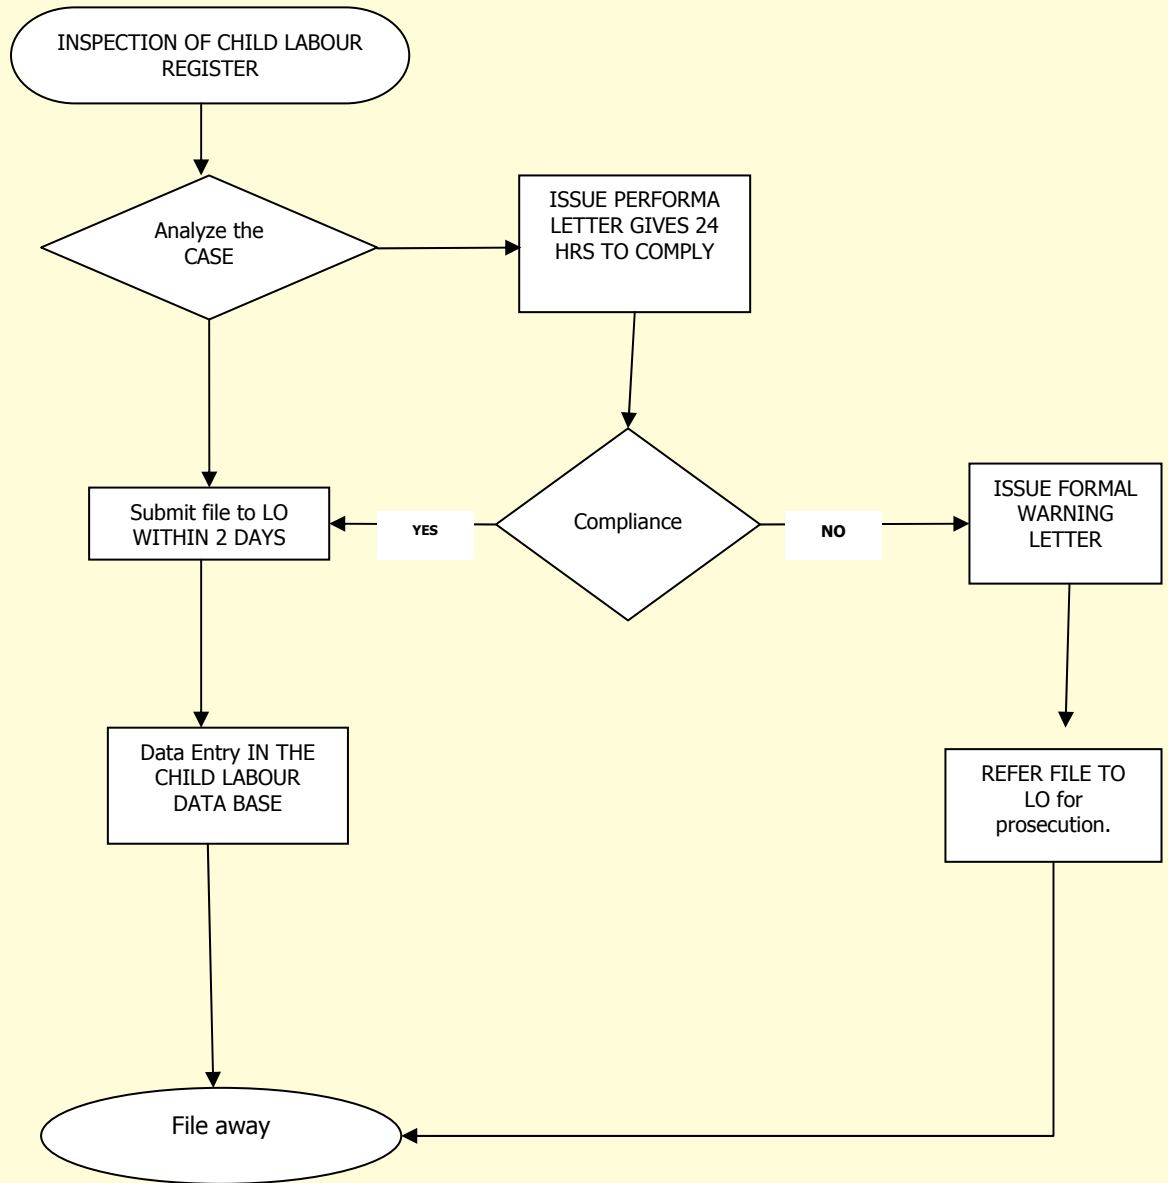 INSPECTION OF CHILD LABOUR
REGISTER
Analyze the
CASE
ISSUE PERFORMA
LETTER GIVES 24
HRS TO COMPLY
Submit file to LO
WITHIN 2 DAYS
YES
Compliance
NO
ISSUE FORMAL
WARNING
LETTER
Data Entry IN THE
CHILD LABOUR
DATA BASE
REFER FILE TO
LO for
prosecution.
File away